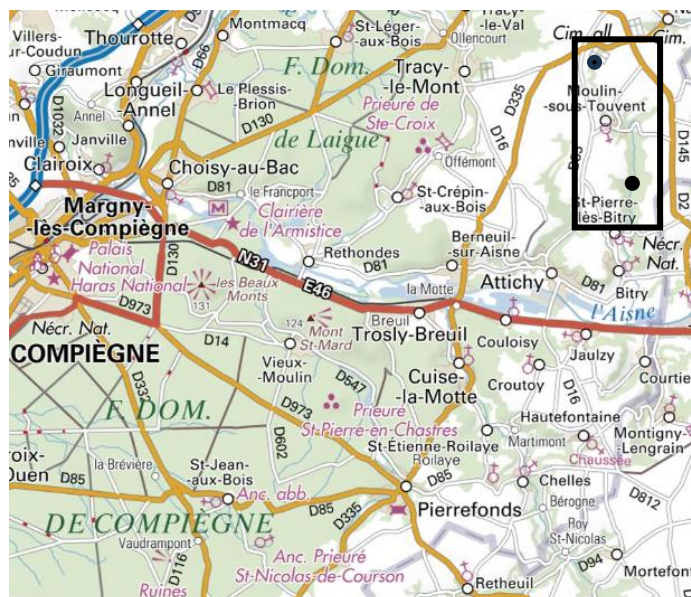 Montmacq
St-Léger-
-aux-Bois
Tracy-
-le-Val
Ollencourt
Cim. all.
Cim.
Villers-
-sur-Coudun
Thourotte
D66
F. Dom.
Tracy-
-le-Mont
D335
Giraumont
Longueil-
-Annel
Le Plessis-
-Brion
Prieuré de
Ste-Croix
Moulin-
-sous-Touvent
D1032
Annel
D130
de Laigue
D16
D145
Janville
Offémont
Clairoix
Choisy-au-Bac
D81
le Francport
St-Crépin-
-aux-Bois
St-Pierre-
-lès-Bitry
Margny-
-lès-Compiègne
M
Clairière
de l'Armistice
Rethondes
D81
Berneuil-
-sur-Aisne
Nécr.
Nat.
Palais
National
Haras National
D130
N31
E46
la Motte
Attichy
D81
Bitry
les Beaux
Monts
131
l'Aisne
D973
Nécr. Nat.
124
Mont
St-Mard
Breuil
Trosly-Breuil
Couloisy
Jaulzy
COMPIÈGNE
D14
Vieux-
-Moulin
Cuise-
-la-Motte
Croutoy
D16
D332
D547
D973
Prieuré
St-Pierre-en-Chastres
Hautefontaine
Montigny-
-Lengrain
F. DOM.
D602
St-Étienne-Roilaye
Roilaye
Martimont
Chaussée
D85
la Brévière
St-Jean-
-aux-Bois
Anc. abb.
D85
Chelles
D812
Bérogne
DE COMPIÈGNE
D85
D335
Pierrefonds
Roy
St-Nicolas
Vaudrampont
D116
Anc. Prieuré
St-Nicolas-de-Courson
D94
Ruines
Retheuil